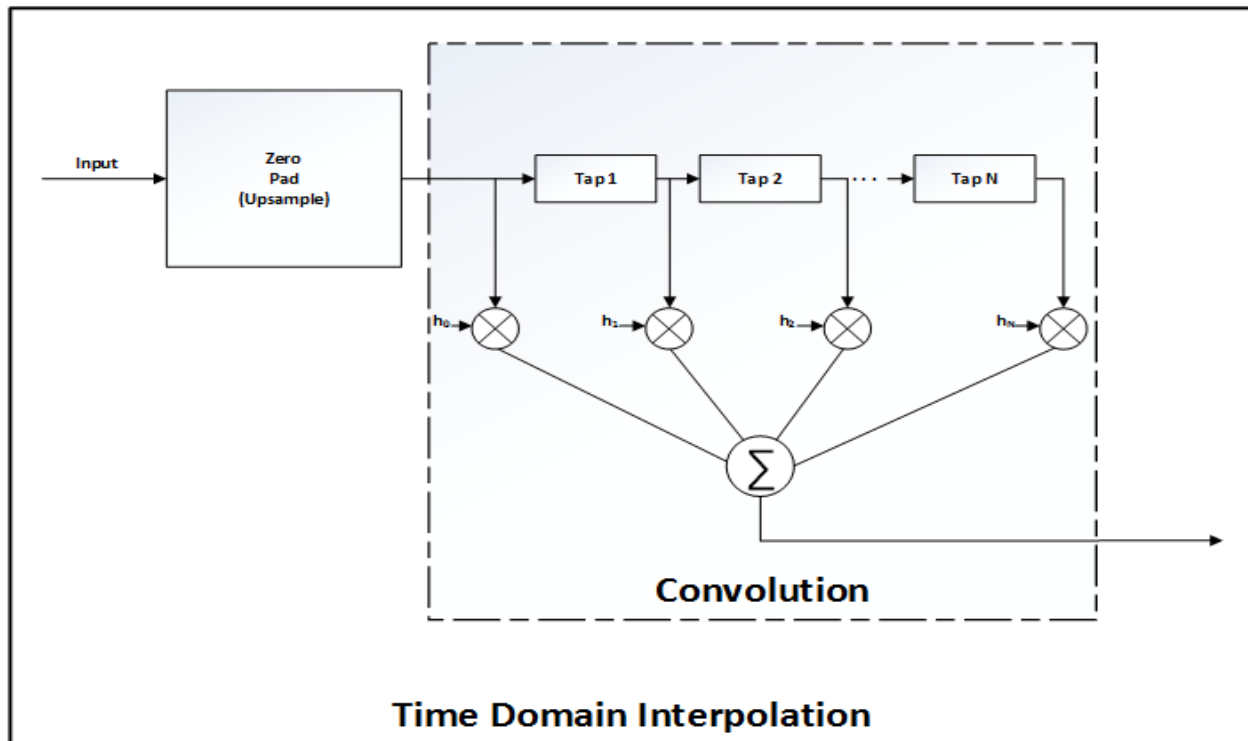 Input
Zero
Pad
(Upsample)
Tap 1
Tap 2
...
Tap N
h₀
h₁
h₂
hₙ
∑
Convolution
Time Domain Interpolation